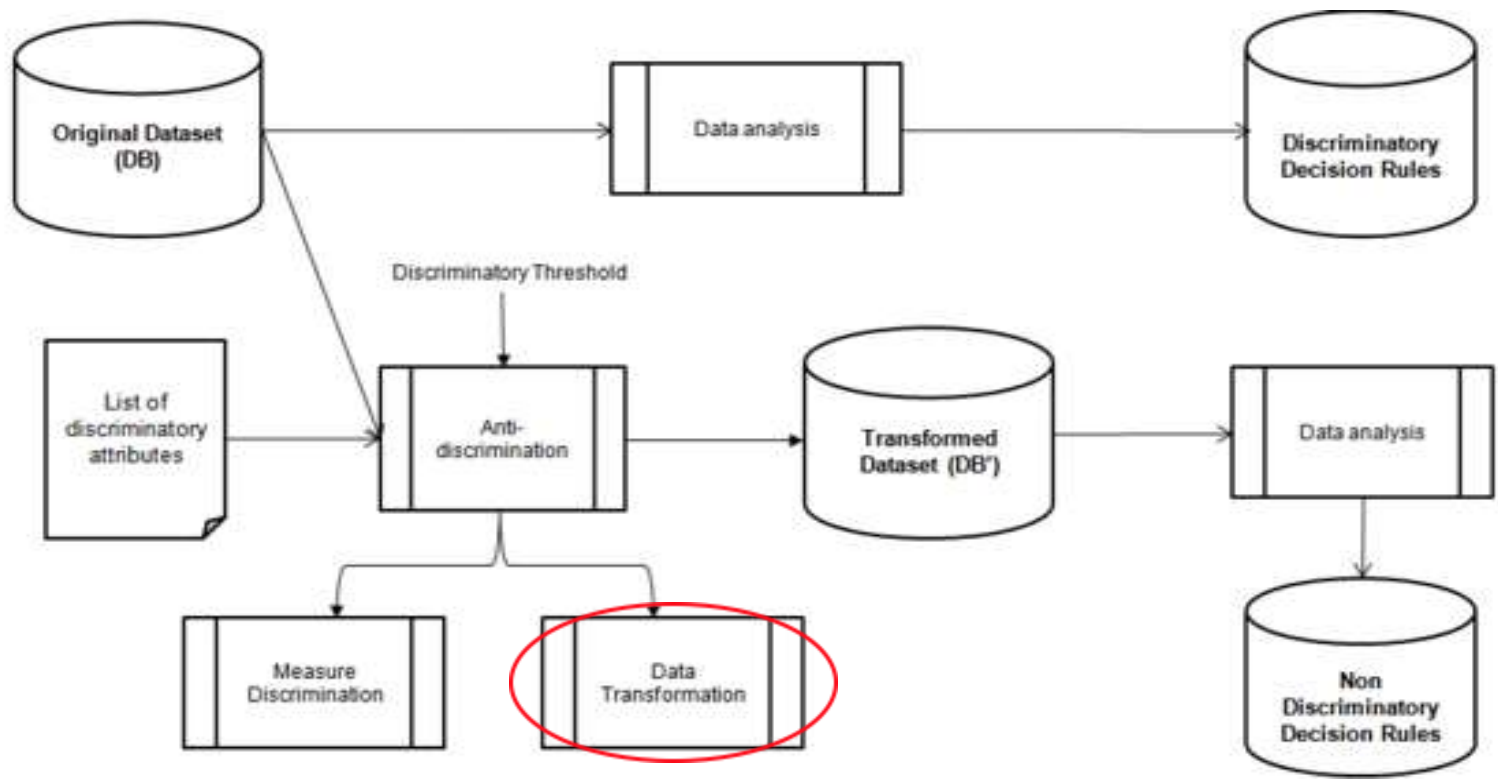 Original Dataset
(DB)
Data analysis
Discriminatory
Decision Rules
Discriminatory Threshold
List of
discriminatory
attributes
Anti-
discrimination
Transformed
Dataset (DB')
Data analysis
Measure
Discrimination
Data
Transformation
Non
Discriminatory
Decision Rules